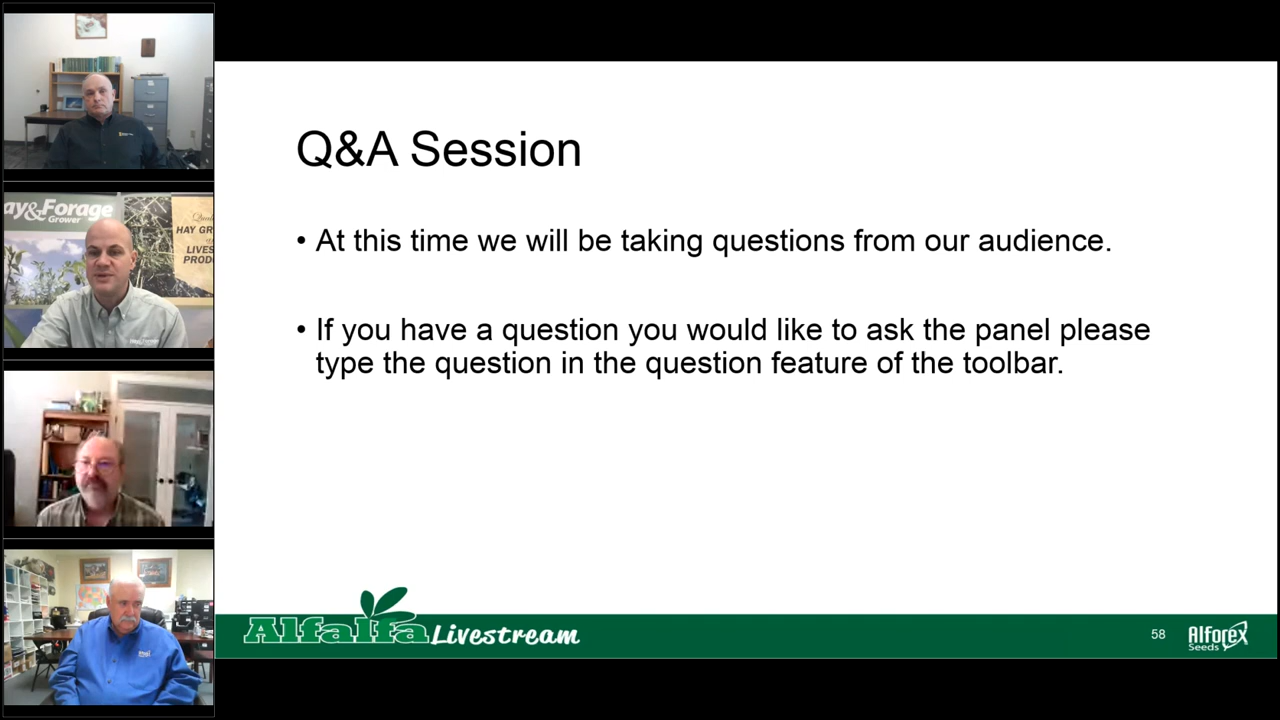 ay&Forage
Grower
HAY GR
LIVES
PRODU
Q&A Session
• At this time we will be taking questions from our audience.
• If you have a question you would like to ask the panel please
type the question in the question feature of the toolbar.
Alfalfa Livestream
58
Alforex
Seeds